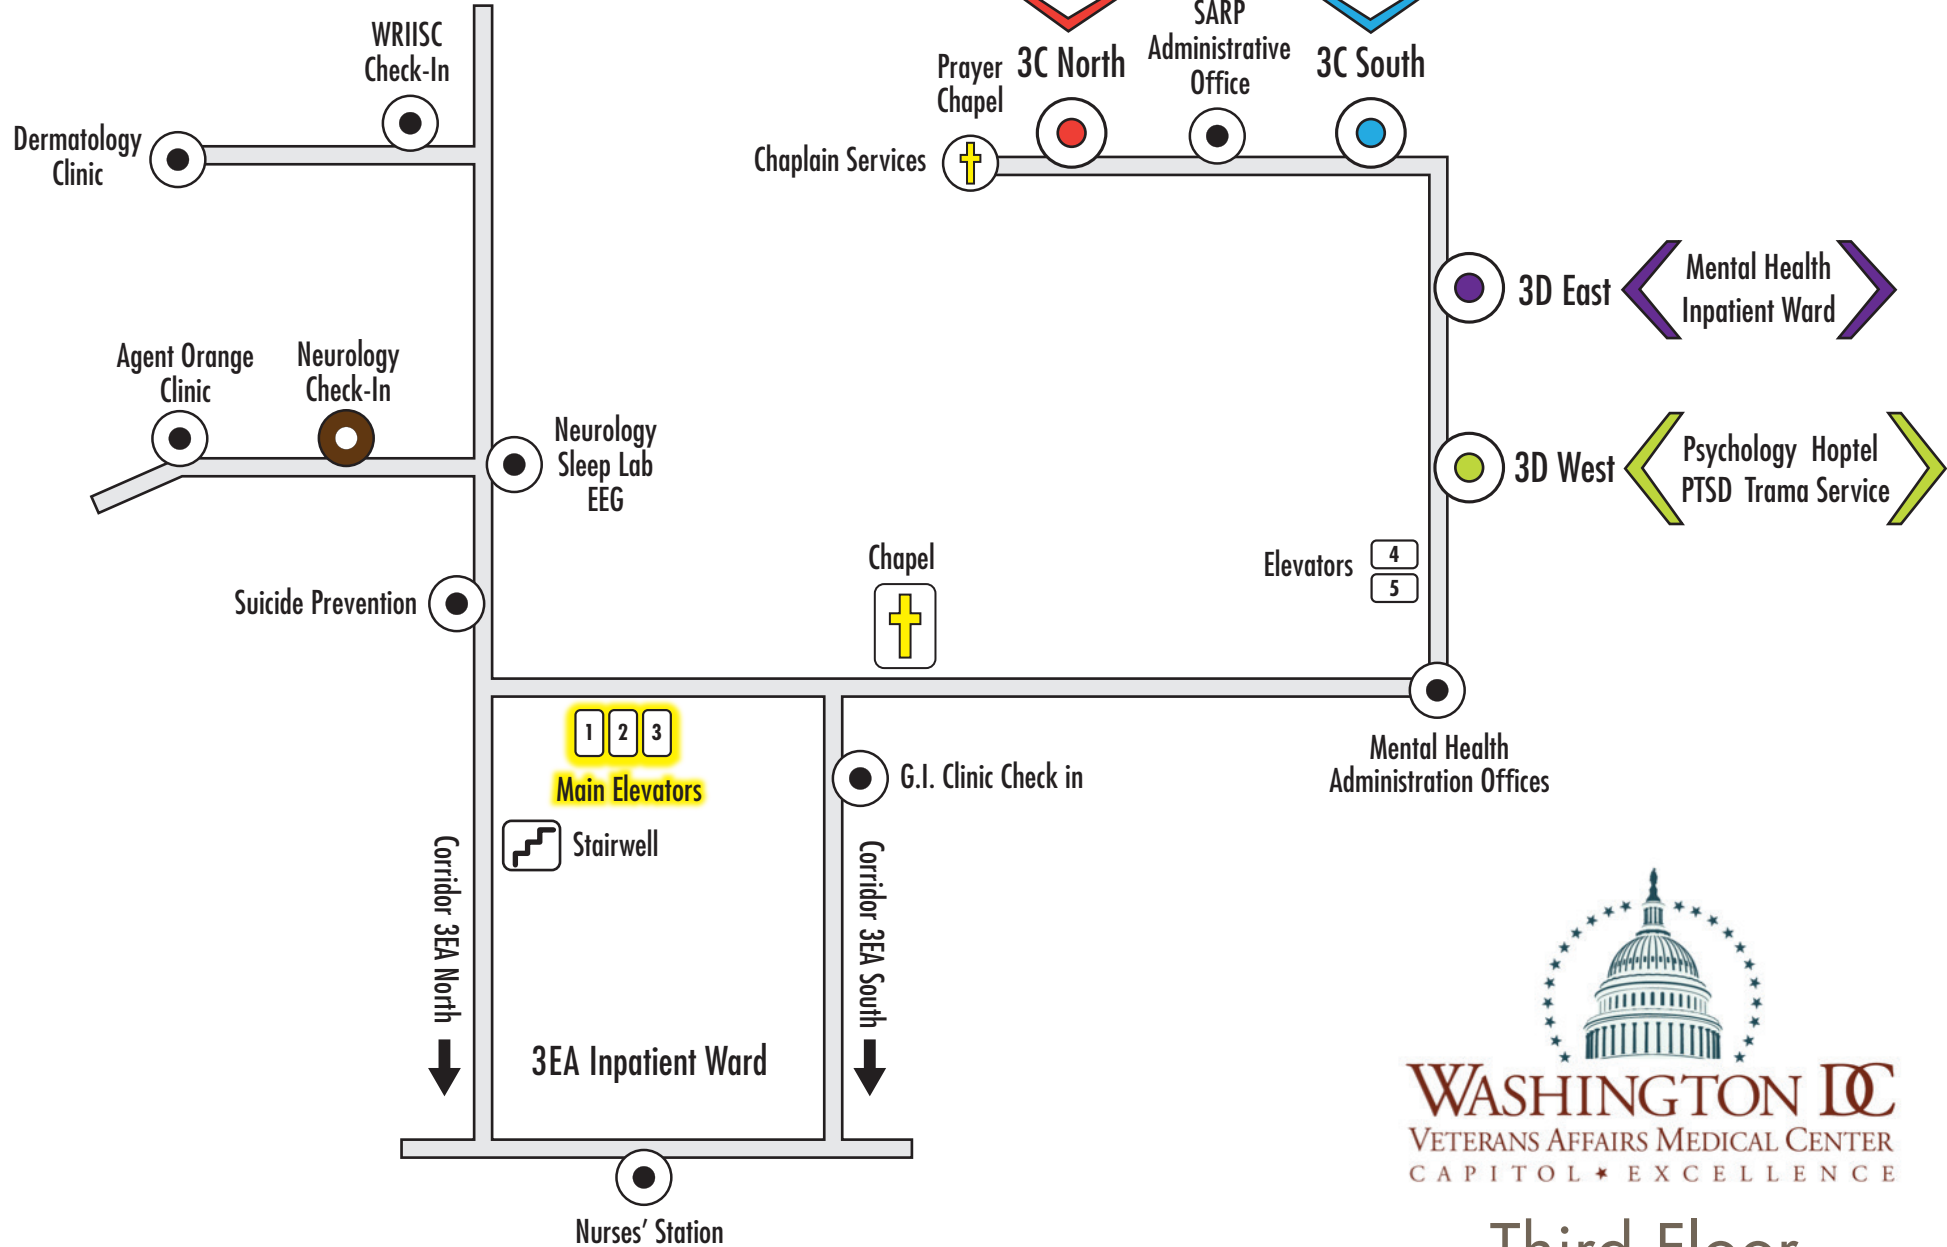 WRIISC
Check-In
Dermatology
Clinic
Prayer
Chapel
3C North
SARP
Administrative
Office
3C South
Chaplain Services
3D East
Mental Health
Inpatient Ward
Agent Orange
Clinic
Neurology
Check-In
Neurology
Sleep Lab
EEG
3D West
Psychology Hoptel
PTSD Trama Service
Suicide Prevention
Chapel
Elevators
4
5
1 2 3
Main Elevators
Stairwell
G.I. Clinic Check in
Mental Health
Administration Offices
Corridor 3EA North
Corridor 3EA South
3EA Inpatient Ward
Nurses' Station
WASHINGTON DC
VETERANS AFFAIRS MEDICAL CENTER
CAPITOL ★ EXCELLENCE
Third Floor